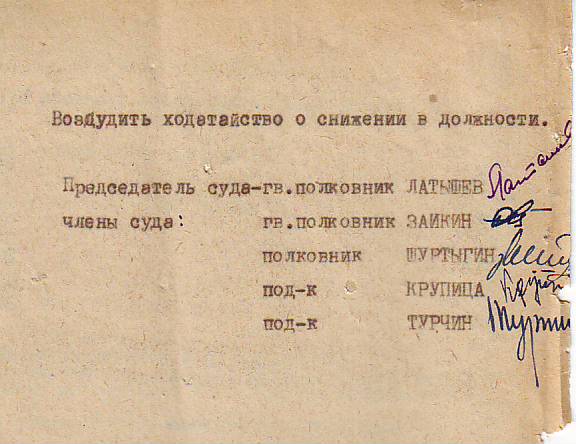 Возбудить ходатайство о снижении в должности.
Председатель суда-гв.полковник ЛАТЫШЕВ
члены суда: гв.полковник ЗАИКИН
полковник ШУРТЫГИН
под-к КРУПИЦА
под-к ТУРЧИН